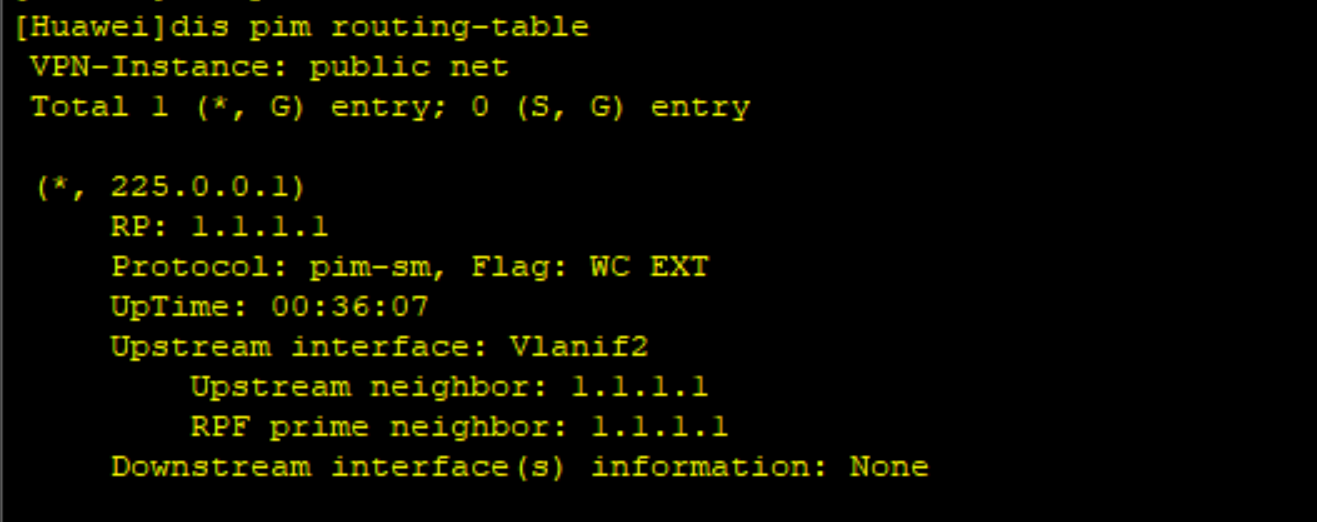 [Huawei]dis pim routing-table
VPN-Instance: public net
Total 1 (*, G) entry; 0 (S, G) entry
(*, 225.0.0.1)
RP: 1.1.1.1
Protocol: pim-sm, Flag: WC EXT
UpTime: 00:36:07
Upstream interface: Vlanif2
Upstream neighbor: 1.1.1.1
RPF prime neighbor: 1.1.1.1
Downstream interface(s) information: None